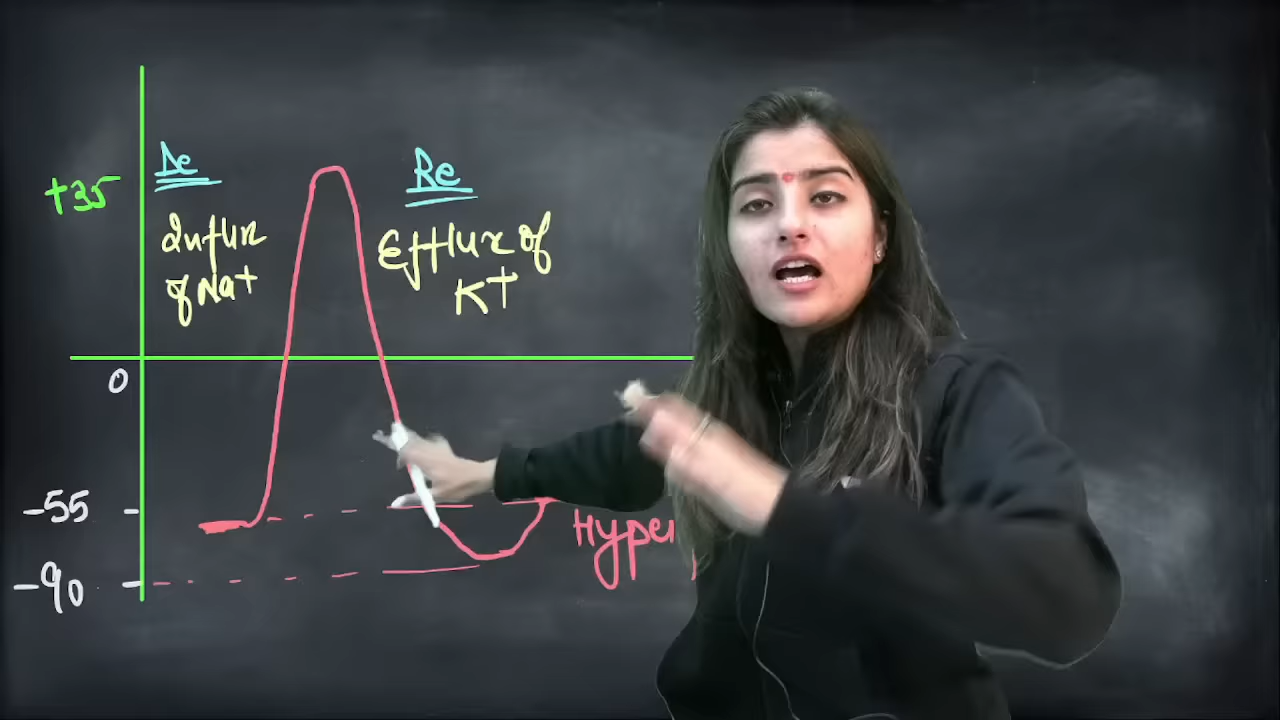 De
Re
+35
Influx
of Na+
Efflux of
K+
0
-55
Hyper
-90